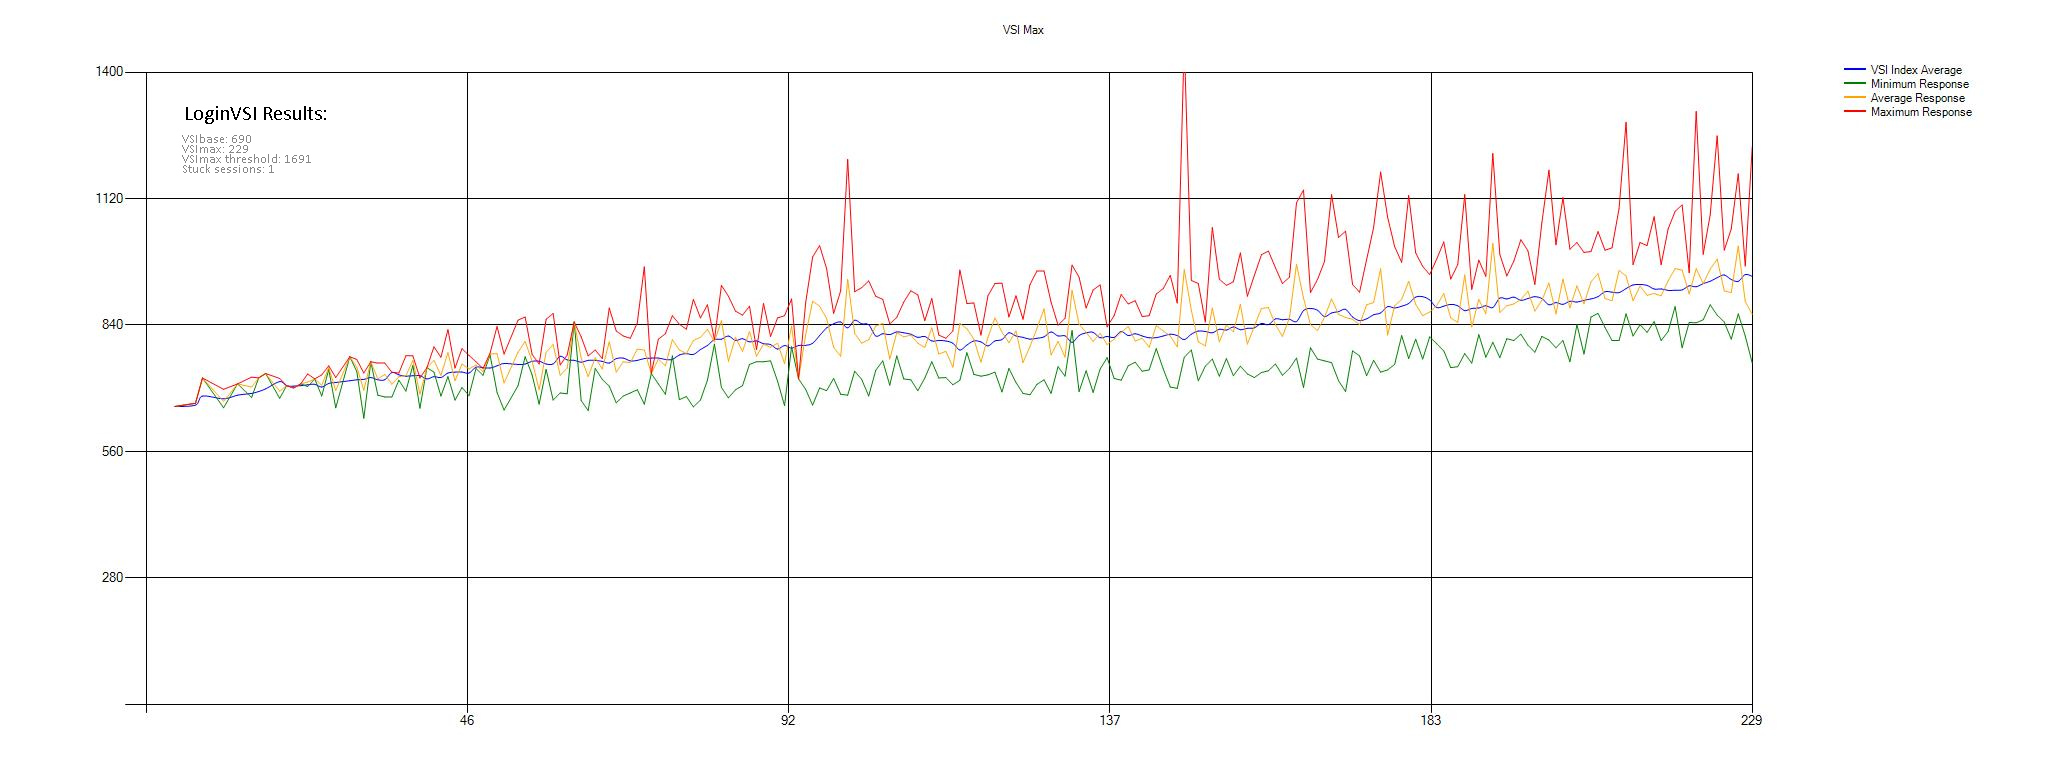 VSI Max
1400
1120
840
560
280
46
92
137
183
229
LoginVSI Results:
VSIbase: 690
VSImax: 229
VSImax threshold: 1691
Stuck sessions: 1
VSI Index Average
Minimum Response
Average Response
Maximum Response